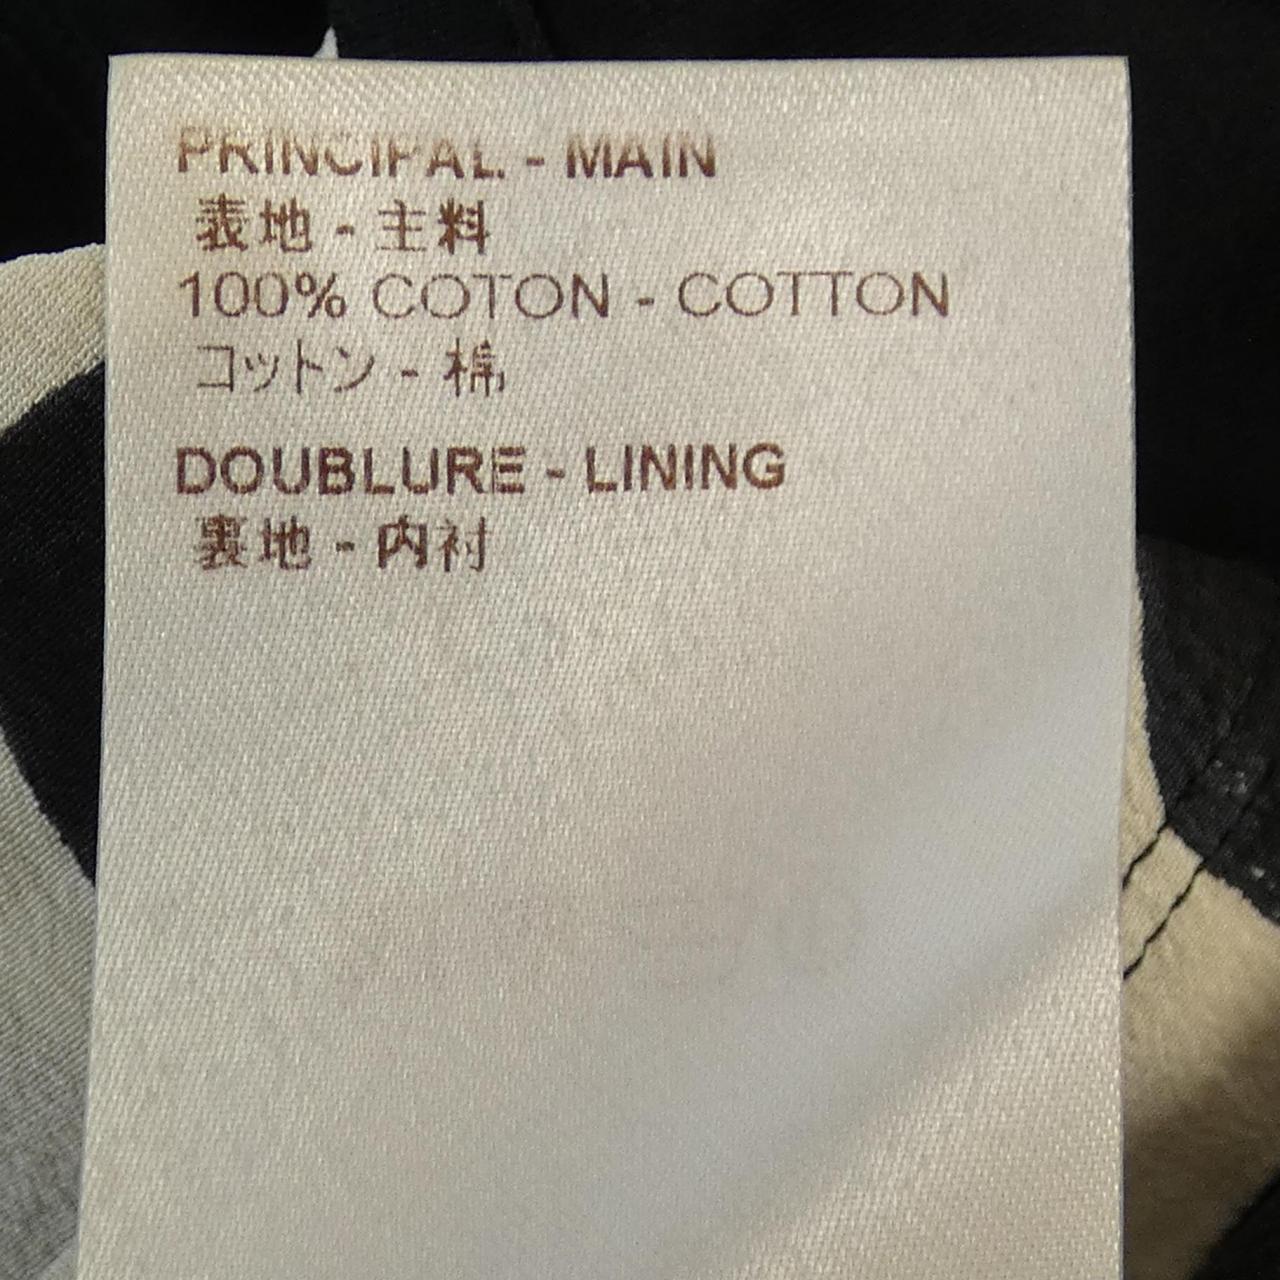 PRINCIPAL - MAIN
表地 - 主料
100% COTON - COTTON
コットン - 棉
DOUBLURE - LINING
裏地 - 内衬